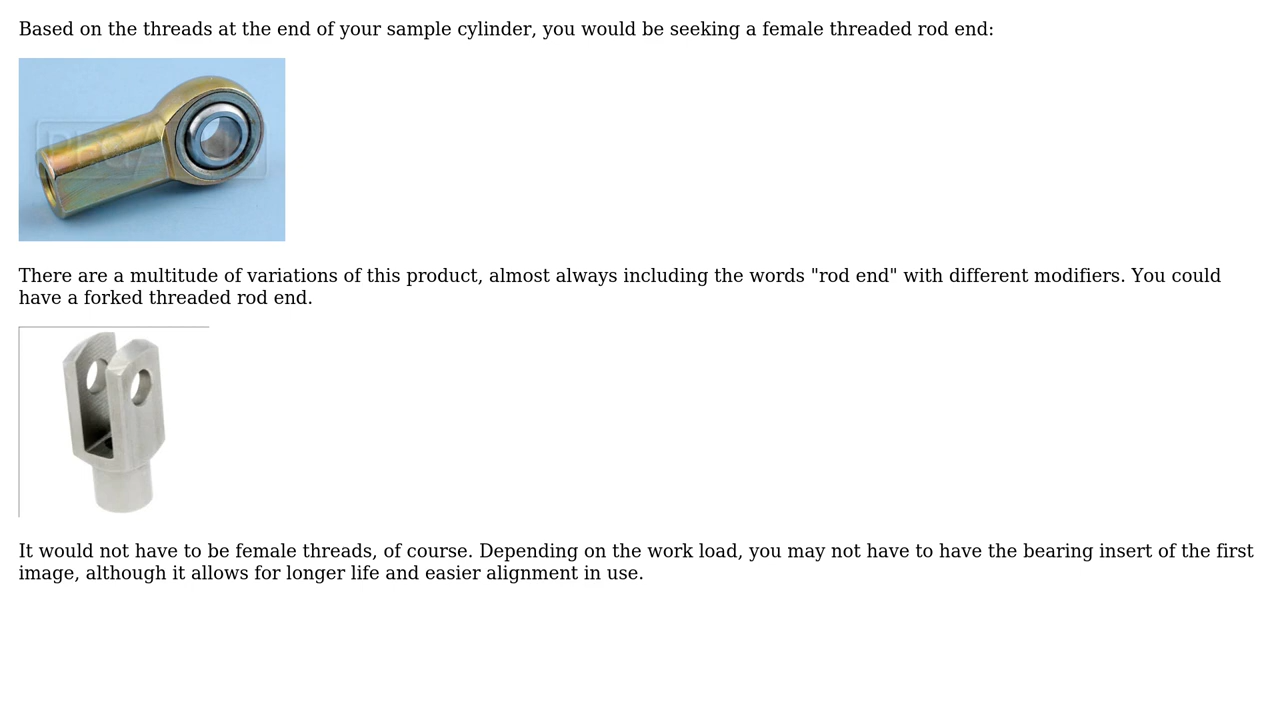 Based on the threads at the end of your sample cylinder, you would be seeking a female threaded rod end:
There are a multitude of variations of this product, almost always including the words "rod end" with different modifiers. You could
have a forked threaded rod end.
It would not have to be female threads, of course. Depending on the work load, you may not have to have the bearing insert of the first
image, although it allows for longer life and easier alignment in use.